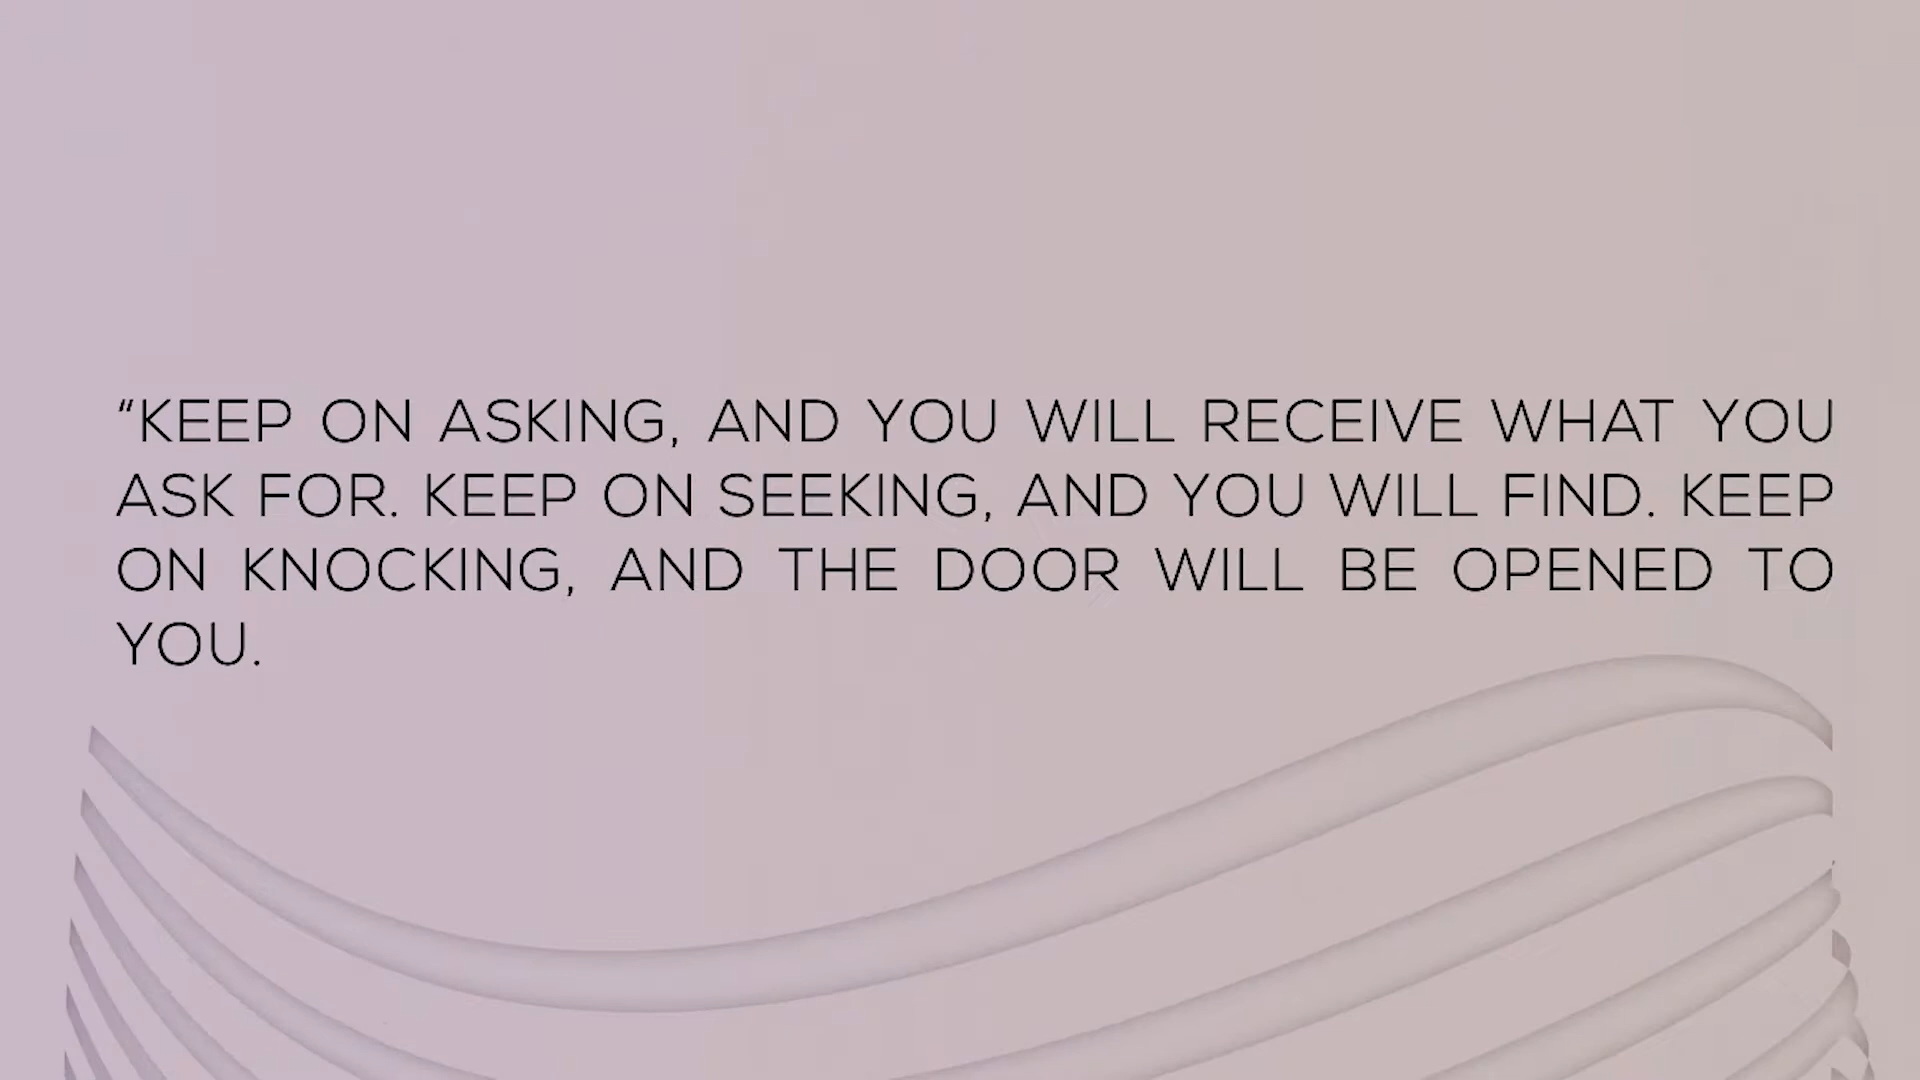 “KEEP ON ASKING, AND YOU WILL RECEIVE WHAT YOU
ASK FOR. KEEP ON SEEKING, AND YOU WILL FIND. KEEP
ON KNOCKING, AND THE DOOR WILL BE OPENED TO
YOU.